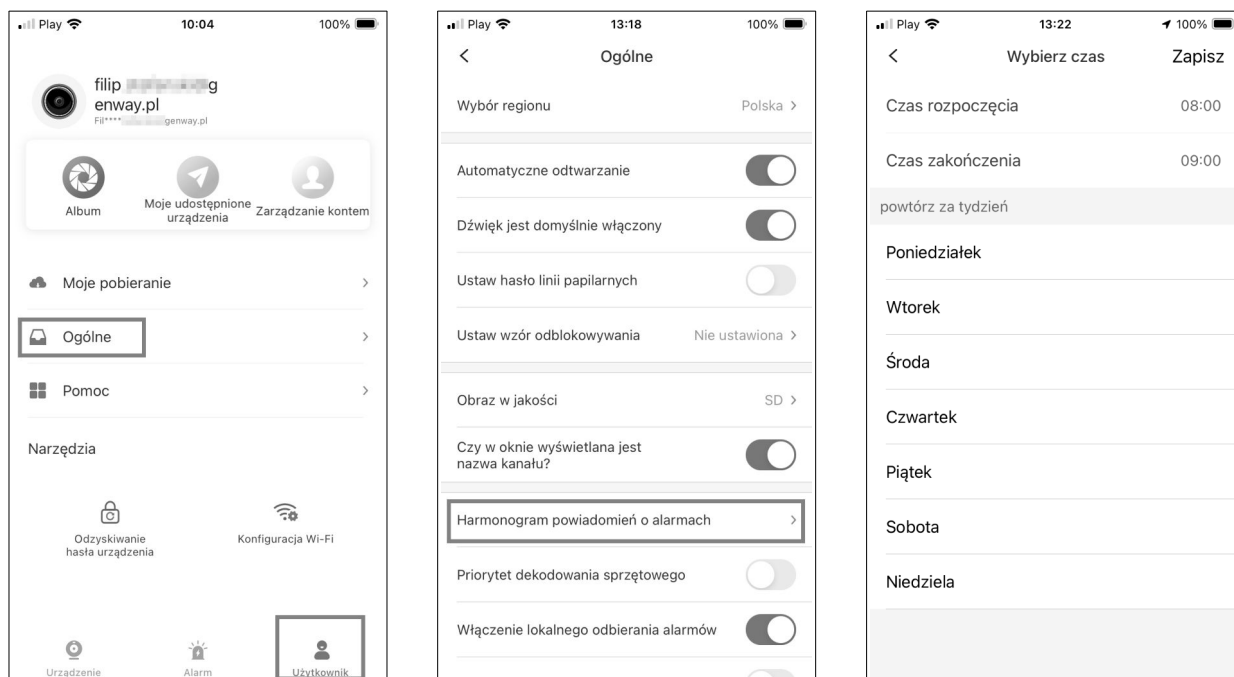 Play 10:04 100%
filip g
enway.pl
Fil**** genway.pl
Album
Moje udostępnione
urządzenia
Zarządzanie kontem
Moje pobieranie
Ogólne
Pomoc
Narzędzia
Odzyskiwanie
hasła urządzenia
Konfiguracja Wi-Fi
Urządzenie
Alarm
Użytkownik
Play 13:18 100%
Ogólne
Wybór regionu Polska
Automatyczne odtwarzanie
Dźwięk jest domyślnie włączony
Ustaw hasło linii papilarnych
Ustaw wzór odblokowywania Nie ustawiona
Obraz w jakości SD
Czy w oknie wyświetlana jest
nazwa kanału?
Harmonogram powiadomień o alarmach
Priorytet dekodowania sprzętowego
Włączenie lokalnego odbierania alarmów
Play 13:22 100%
Wybierz czas Zapisz
Czas rozpoczęcia 08:00
Czas zakończenia 09:00
powtórz za tydzień
Poniedziałek
Wtorek
Środa
Czwartek
Piątek
Sobota
Niedziela